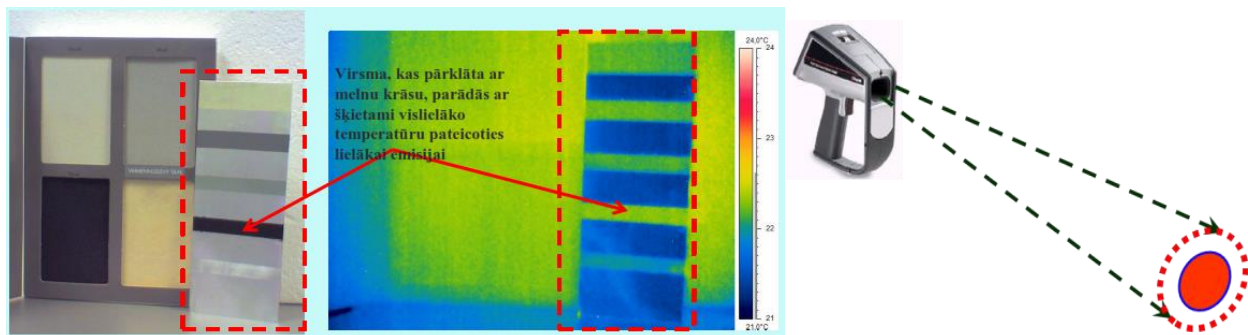 Virsma, kas pārklāta ar
melnu krāsu, parādās ar
šķietami vislielāko
temperatūru pateicoties
lielākai emisijai
24,0°C
24
23
22
21
21,0°C